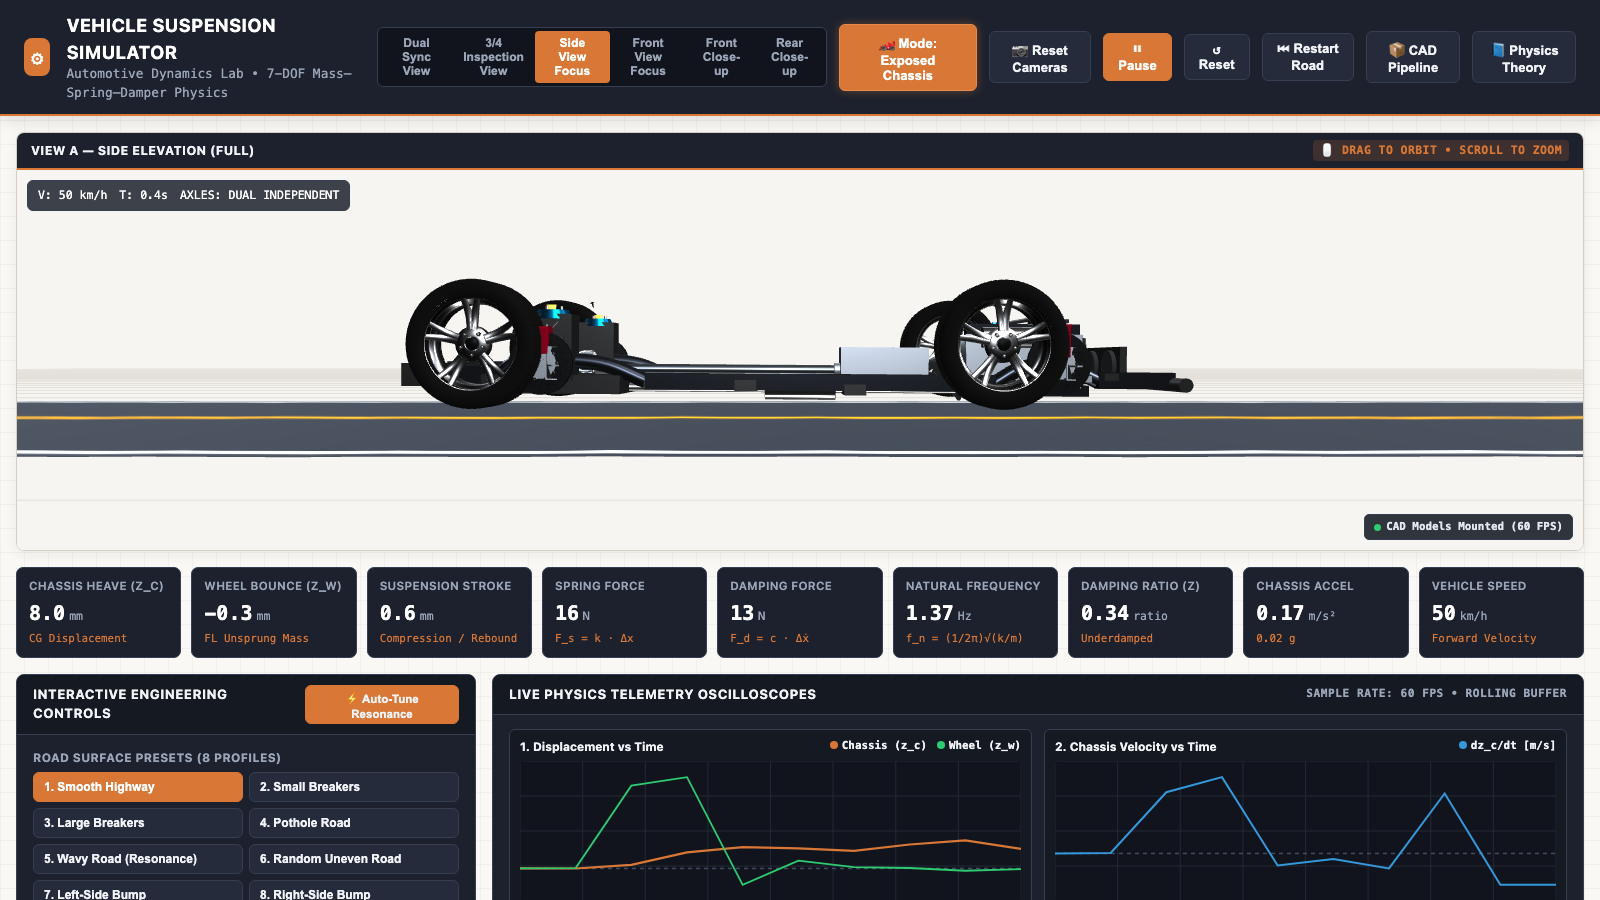 VEHICLE SUSPENSION
SIMULATOR
Automotive Dynamics Lab • 7-DOF Mass-
Spring-Damper Physics
Dual
Sync
View
3/4
Inspection
View
Side
View
Focus
Front
View
Focus
Front
Close-
up
Rear
Close-
up
Mode:
Exposed
Chassis
Reset
Cameras
Pause
Reset
Restart
Road
CAD
Pipeline
Physics
Theory
VIEW A — SIDE ELEVATION (FULL)
DRAG TO ORBIT • SCROLL TO ZOOM
V: 50 km/h T: 0.4s AXLES: DUAL INDEPENDENT
CAD Models Mounted (60 FPS)
CHASSIS HEAVE (Z_C)
8.0 mm
CG Displacement
WHEEL BOUNCE (Z_W)
-0.3 mm
FL Unsprung Mass
SUSPENSION STROKE
0.6 mm
Compression / Rebound
SPRING FORCE
16 N
F_s = k · Δx
DAMPING FORCE
13 N
F_d = c · Δẋ
NATURAL FREQUENCY
1.37 Hz
f_n = (1/2π)√(k/m)
DAMPING RATIO (Z)
0.34 ratio
Underdamped
CHASSIS ACCEL
0.17 m/s²
0.02 g
VEHICLE SPEED
50 km/h
Forward Velocity
INTERACTIVE ENGINEERING
CONTROLS
⚡ Auto-Tune
Resonance
ROAD SURFACE PRESETS (8 PROFILES)
1. Smooth Highway
2. Small Breakers
3. Large Breakers
4. Pothole Road
5. Wavy Road (Resonance)
6. Random Uneven Road
7. Left-Side Bump
8. Right-Side Bump
LIVE PHYSICS TELEMETRY OSCILLOSCOPES
SAMPLE RATE: 60 FPS • ROLLING BUFFER
1. Displacement vs Time
Chassis (z_c)
Wheel (z_w)
2. Chassis Velocity vs Time
dz_c/dt [m/s]